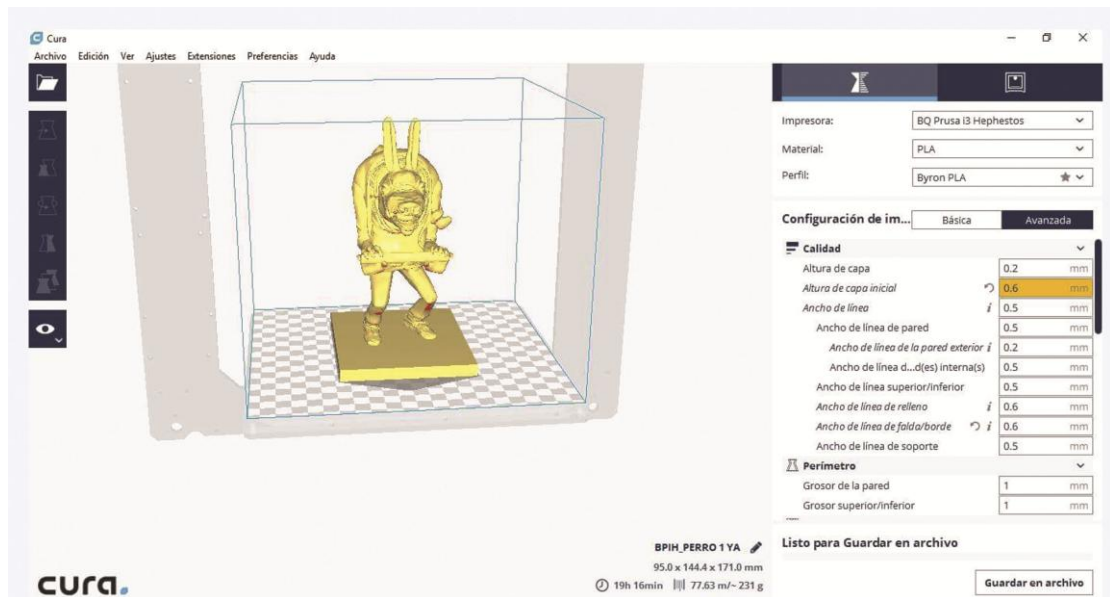 Cura
Archivo Edición Ver Ajustes Extensiones Preferencias Ayuda
Impresora: BQ Prusa i3 Hephestos
Material: PLA
Perfil: Byron PLA
Configuración de im... Básica Avanzada
Calidad
Altura de capa 0.2 mm
Altura de capa inicial 0.6 mm
Ancho de línea i 0.5 mm
Ancho de línea de pared 0.5 mm
Ancho de línea de la pared exterior i 0.2 mm
Ancho de línea d...d(es) interna(s) 0.5 mm
Ancho de línea superior/inferior 0.5 mm
Ancho de línea de relleno i 0.6 mm
Ancho de línea de falda/borde i 0.6 mm
Ancho de línea de soporte 0.5 mm
Perímetro
Grosor de la pared 1 mm
Grosor superior/inferior 1 mm
BPIH_PERRO 1 YA
95.0 x 144.4 x 171.0 mm
19h 16min 77.63 m/~ 231 g
Listo para Guardar en archivo
Guardar en archivo
cura.